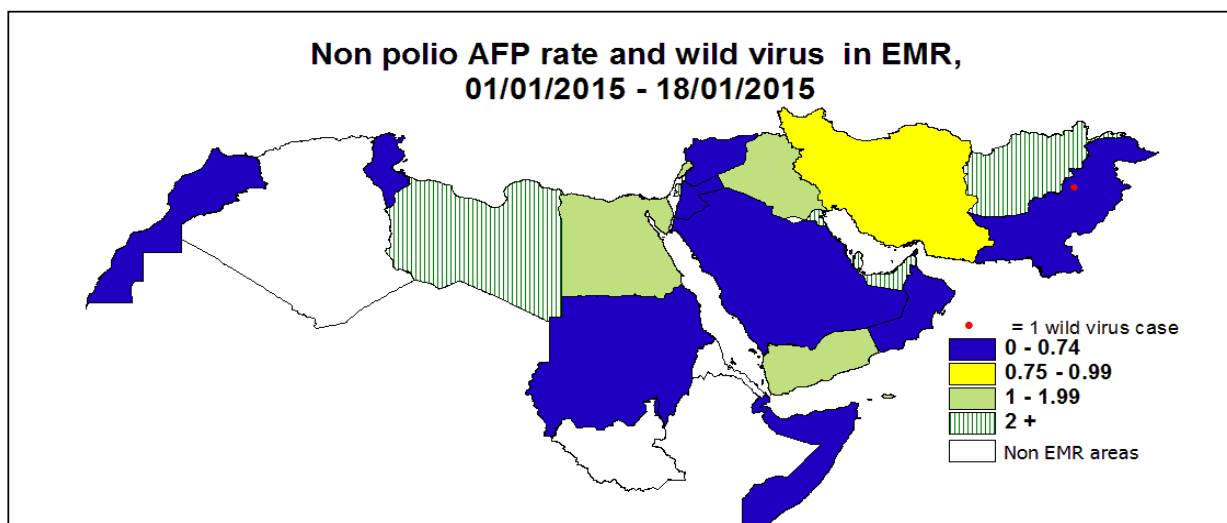 Non polio AFP rate and wild virus in EMR,
01/01/2015 - 18/01/2015
= 1 wild virus case
0 - 0.74
0.75 - 0.99
1 - 1.99
2 +
Non EMR areas